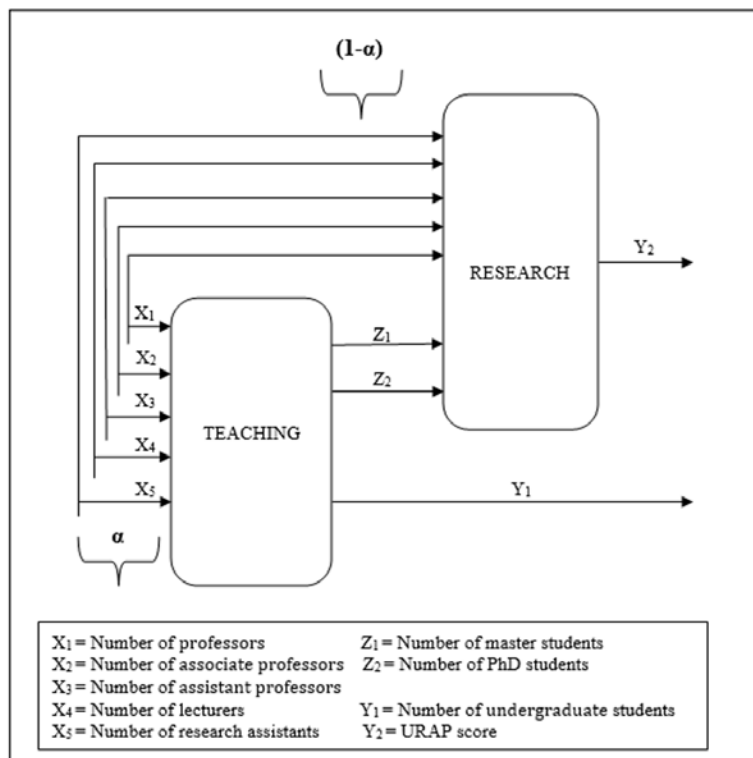 (1-α)
RESEARCH
Y2
X1
Z1
X2
Z2
X3
TEACHING
X4
X5
Y1
α
X1 = Number of professors Z1 = Number of master students
X2 = Number of associate professors Z2 = Number of PhD students
X3 = Number of assistant professors
X4 = Number of lecturers Y1 = Number of undergraduate students
X5 = Number of research assistants Y2 = URAP score